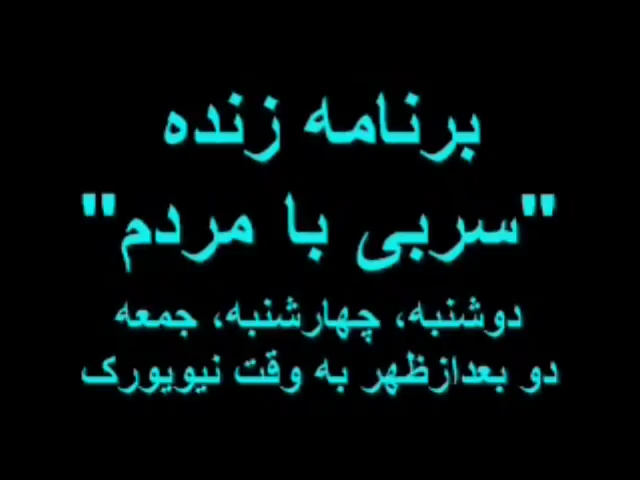 برنامه زنده
"سربی با مردم"
دوشنبه، چهارشنبه، جمعه
دو بعدازظهر به وقت نیویورک